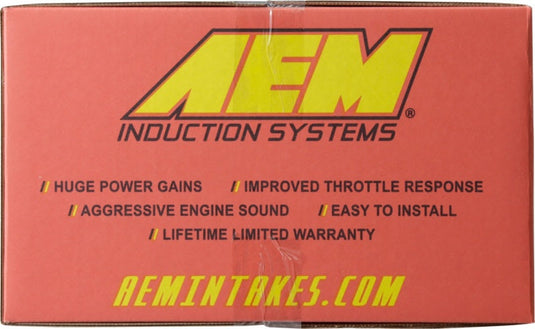 AEM®
INDUCTION SYSTEMS
// HUGE POWER GAINS // IMPROVED THROTTLE RESPONSE
// AGGRESSIVE ENGINE SOUND // EASY TO INSTALL
// LIFETIME LIMITED WARRANTY
AEMINTAKES.COM